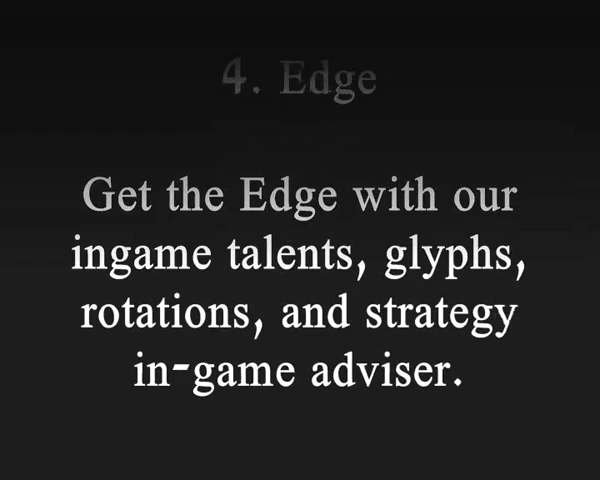 4. Edge
Get the Edge with our
ingame talents, glyphs,
rotations, and strategy
in-game adviser.